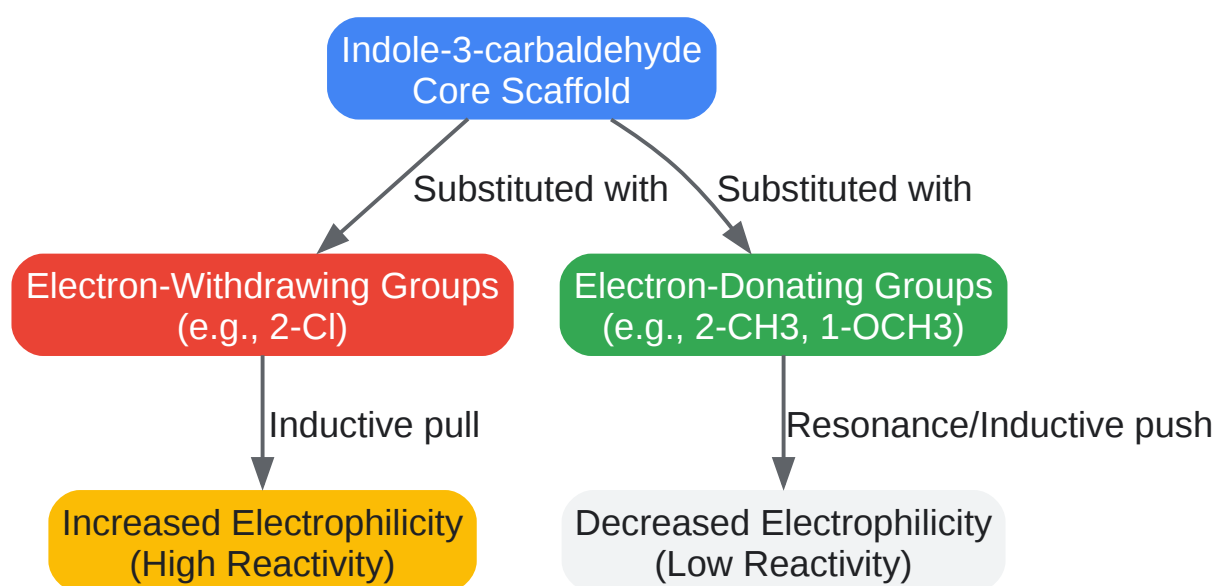 Indole-3-carbaldehyde
Core Scaffold
Substituted with
Substituted with
Electron-Withdrawing Groups
(e.g., 2-Cl)
Electron-Donating Groups
(e.g., 2-CH3, 1-OCH3)
Inductive pull
Resonance/Inductive push
Increased Electrophilicity
(High Reactivity)
Decreased Electrophilicity
(Low Reactivity)